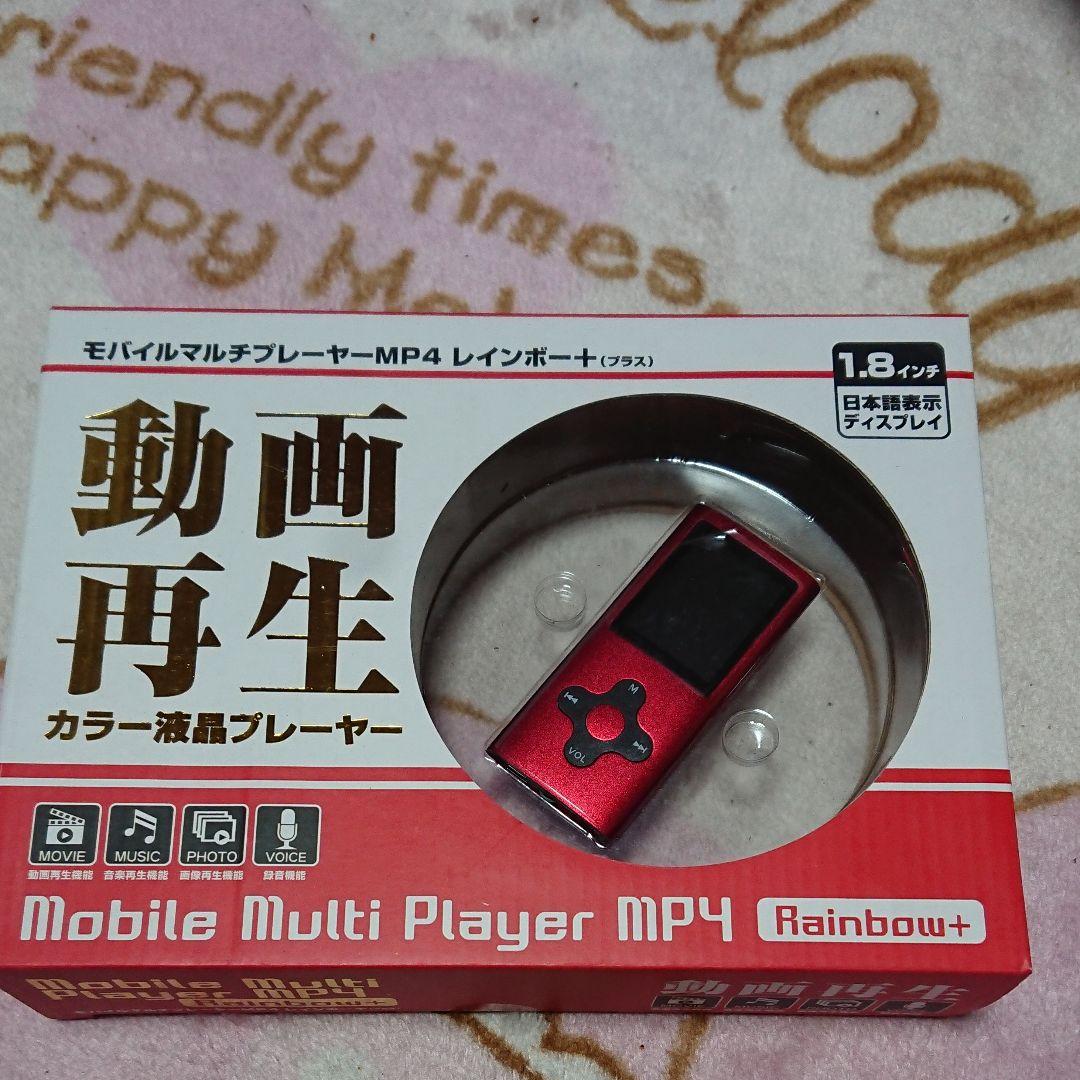 riendly times
appy Mel
elody
モバイルマルチプレーヤーMP4 レインボー＋(プラス)
1.8インチ
日本語表示
ディスプレイ
動画
再生
カラー液晶プレーヤー
M
VOL
MOVIE MUSIC PHOTO VOICE
動画再生機能 音楽再生機能 画像再生機能 録音機能
Mobile Multi Player MP4 Rainbow+
Mobile Multi
Player MP4
Rainbow+
動画再生